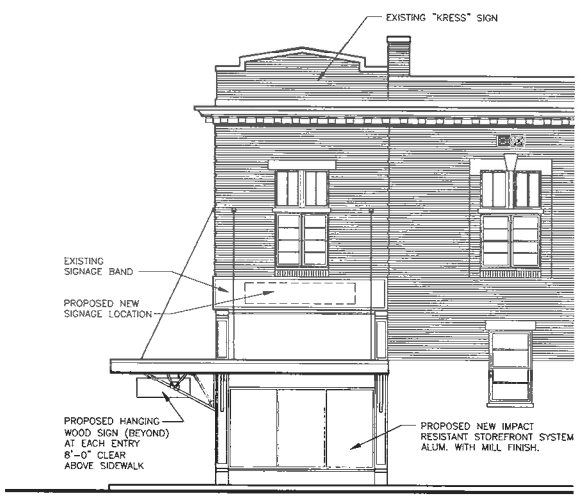 EXISTING "KRESS" SIGN
EXISTING
SIGNAGE BAND
PROPOSED NEW
SIGNAGE LOCATION
PROPOSED HANGING
WOOD SIGN (BEYOND)
AT EACH ENTRY
8'-0" CLEAR
ABOVE SIDEWALK
PROPOSED NEW IMPACT
RESISTANT STOREFRONT SYSTEM
ALUM. WITH MILL FINISH.